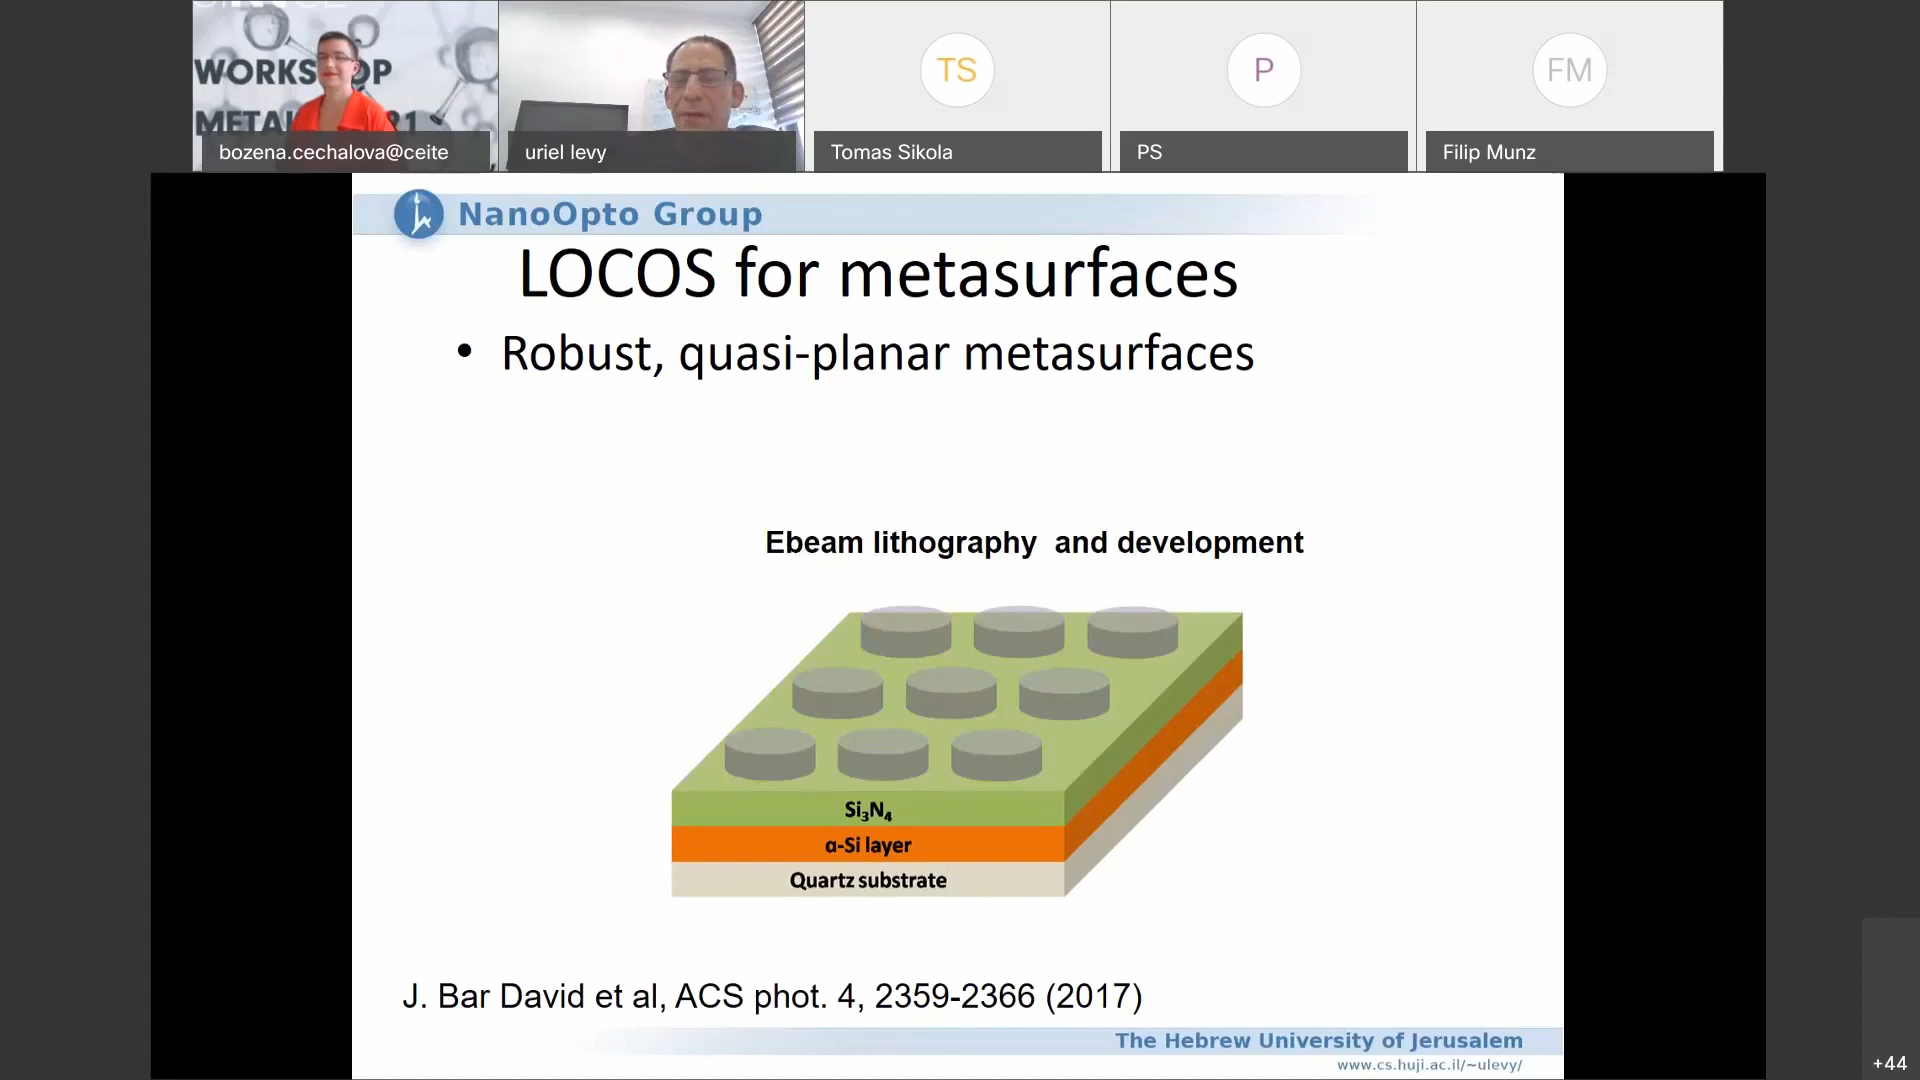 WORKSHOP
bozena.cechalova@ceite
uriel levy
TS
Tomas Sikola
P
PS
FM
Filip Munz
NanoOpto Group
LOCOS for metasurfaces
• Robust, quasi-planar metasurfaces
Ebeam lithography and development
Si₃N₄
α-Si layer
Quartz substrate
J. Bar David et al, ACS phot. 4, 2359-2366 (2017)
The Hebrew University of Jerusalem
www.cs.huji.ac.il/~ulevy/
+44